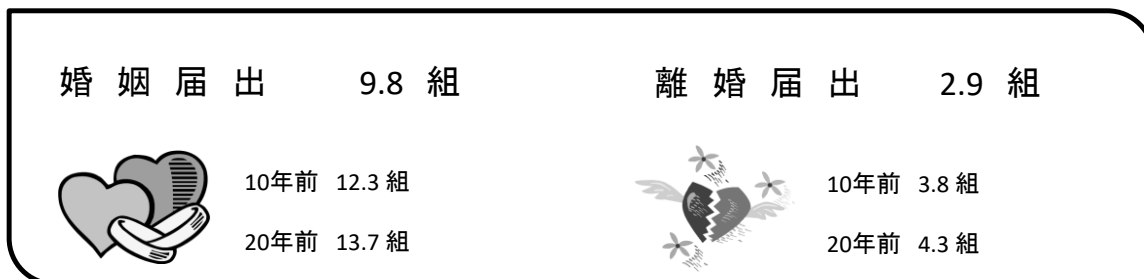 婚姻届出 9.8 組
10年前 12.3 組
20年前 13.7 組
離婚届出 2.9 組
10年前 3.8 組
20年前 4.3 組